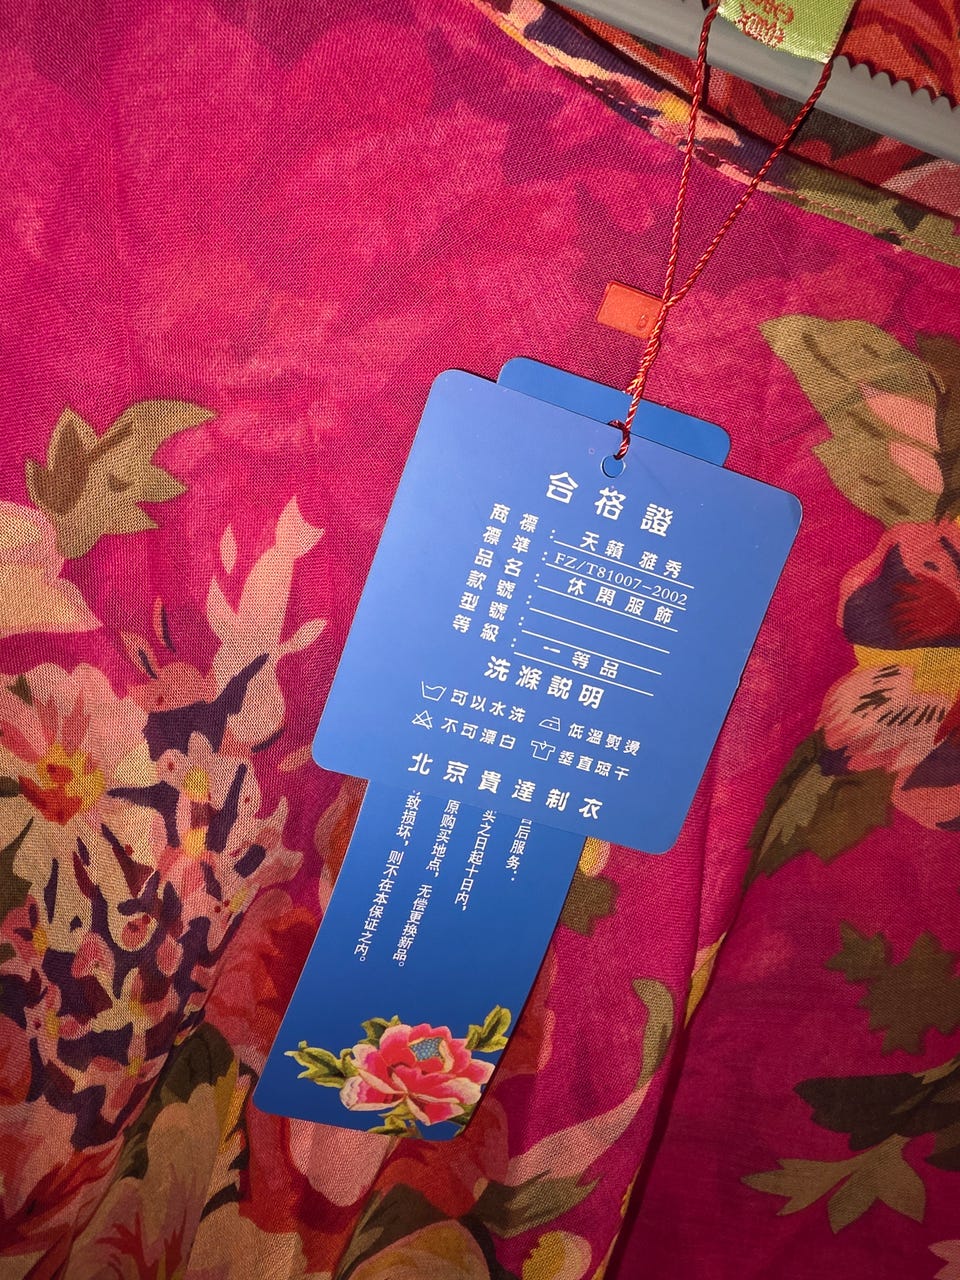 合格證
商標：天籟 雅秀
標準：FZ/T81007-2002
品名：休閑服飾
款號：
型號：
等級：一等品
洗滌説明
可以水洗 低溫熨燙
不可漂白 垂直晾干
北京貴達制衣
售后服务：
买之日起十日内，
原购买地点，无偿更换新品。
致损坏，则不在本保证之内。